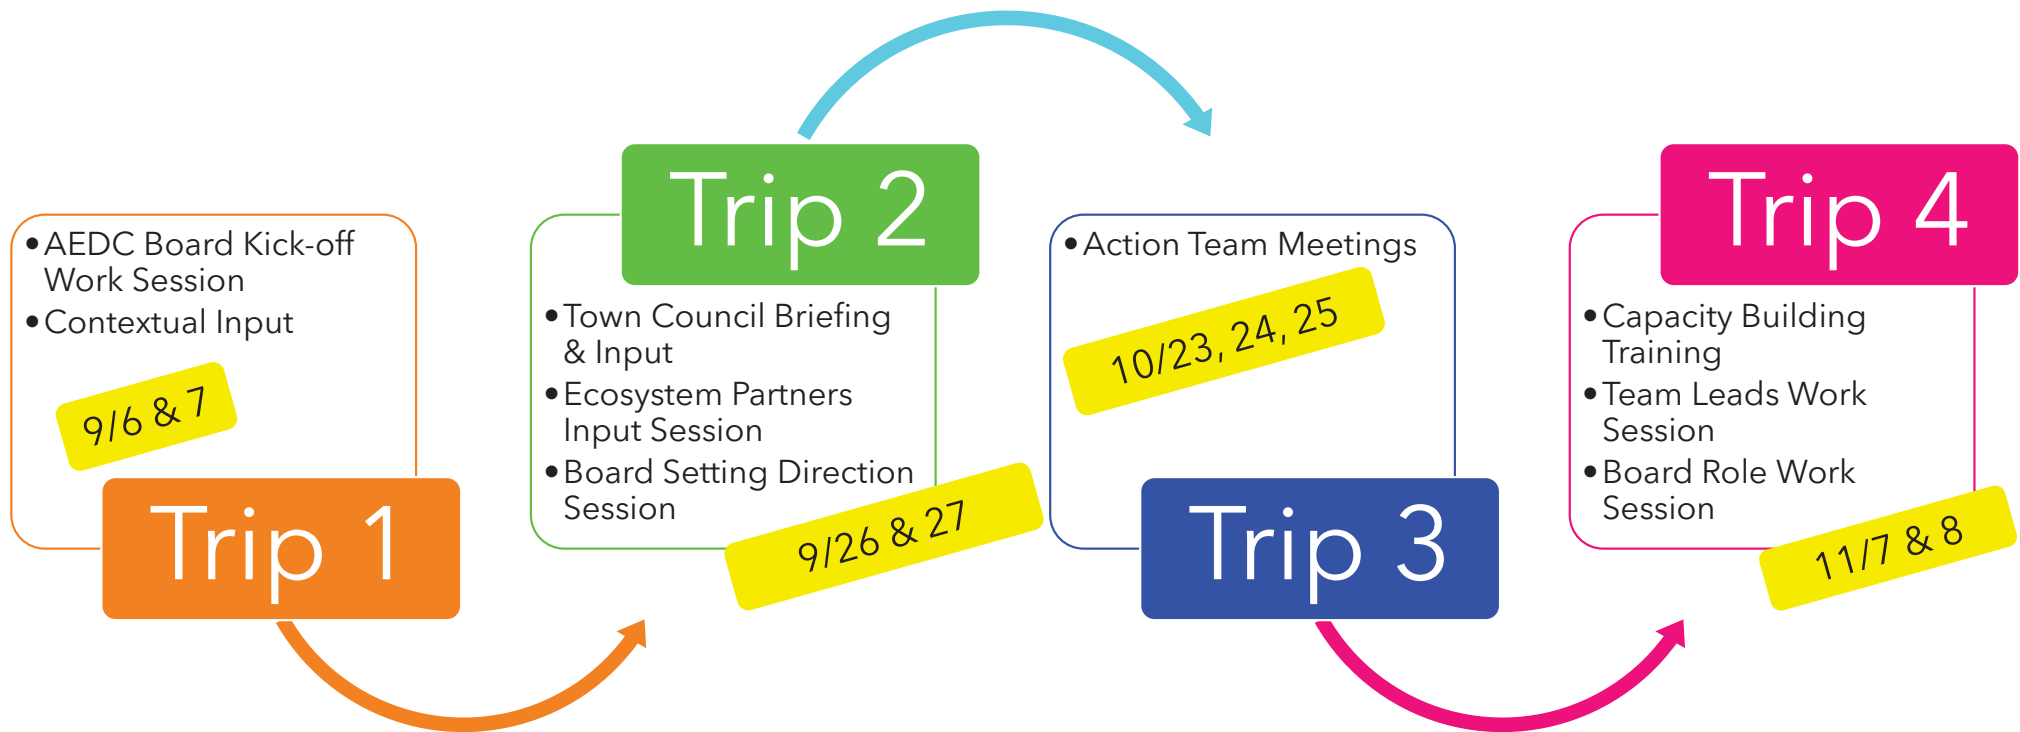 •AEDC Board Kick-off
Work Session
•Contextual Input
9/6 & 7
Trip 1
Trip 2
•Town Council Briefing
& Input
•Ecosystem Partners
Input Session
•Board Setting Direction
Session
9/26 & 27
•Action Team Meetings
10/23, 24, 25
Trip 3
Trip 4
•Capacity Building
Training
•Team Leads Work
Session
•Board Role Work
Session
11/7 & 8